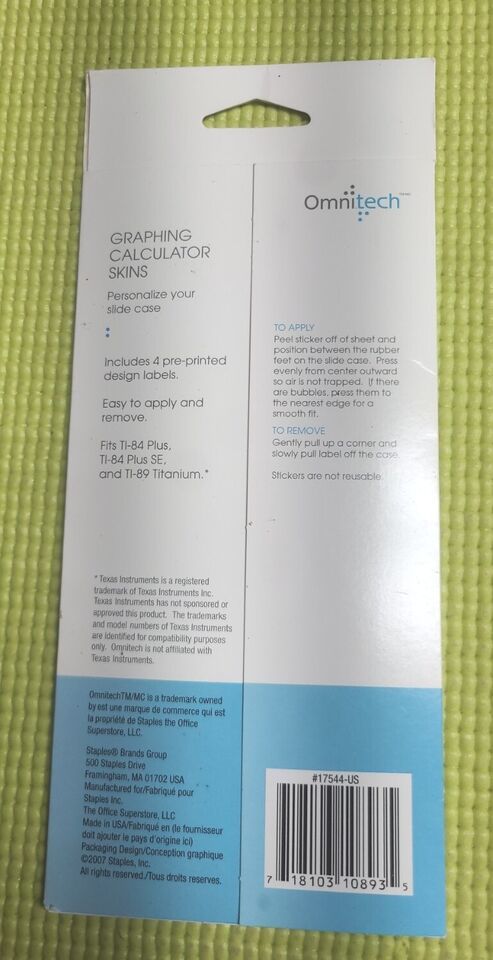 GRAPHING
CALCULATOR
SKINS
Personalize your
slide case
Includes 4 pre-printed
design labels.
Easy to apply and
remove.
Fits TI-84 Plus,
TI-84 Plus SE,
and TI-89 Titanium.*
* Texas Instruments is a registered
trademark of Texas Instruments Inc.
Texas Instruments has not sponsored or
approved this product. The trademarks
and model numbers of Texas Instruments
are identified for compatibility purposes
only. Omnitech is not affiliated with
Texas Instruments.
OmnitechTM/MC is a trademark owned
by est une marque de commerce qui est
la propriété de Staples the Office
Superstore, LLC.
Staples® Brands Group
500 Staples Drive
Framingham, MA 01702 USA
Manufactured for/Fabriqué pour
Staples Inc.
The Office Superstore, LLC
Made in USA/Fabriqué en (le fournisseur
doit ajouter le pays d'origine ici)
Packaging Design/Conception graphique
©2007 Staples, Inc.
All rights reserved./Tous droits reserves.
Omnitech
TO APPLY
Peel sticker off of sheet and
position between the rubber
feet on the slide case. Press
evenly from center outward
so air is not trapped. If there
are bubbles, press them to
the nearest edge for a
smooth fit.
TO REMOVE
Gently pull up a corner and
slowly pull label off the case.
Stickers are not reusable.
#17544-US
7 18103 10893 5